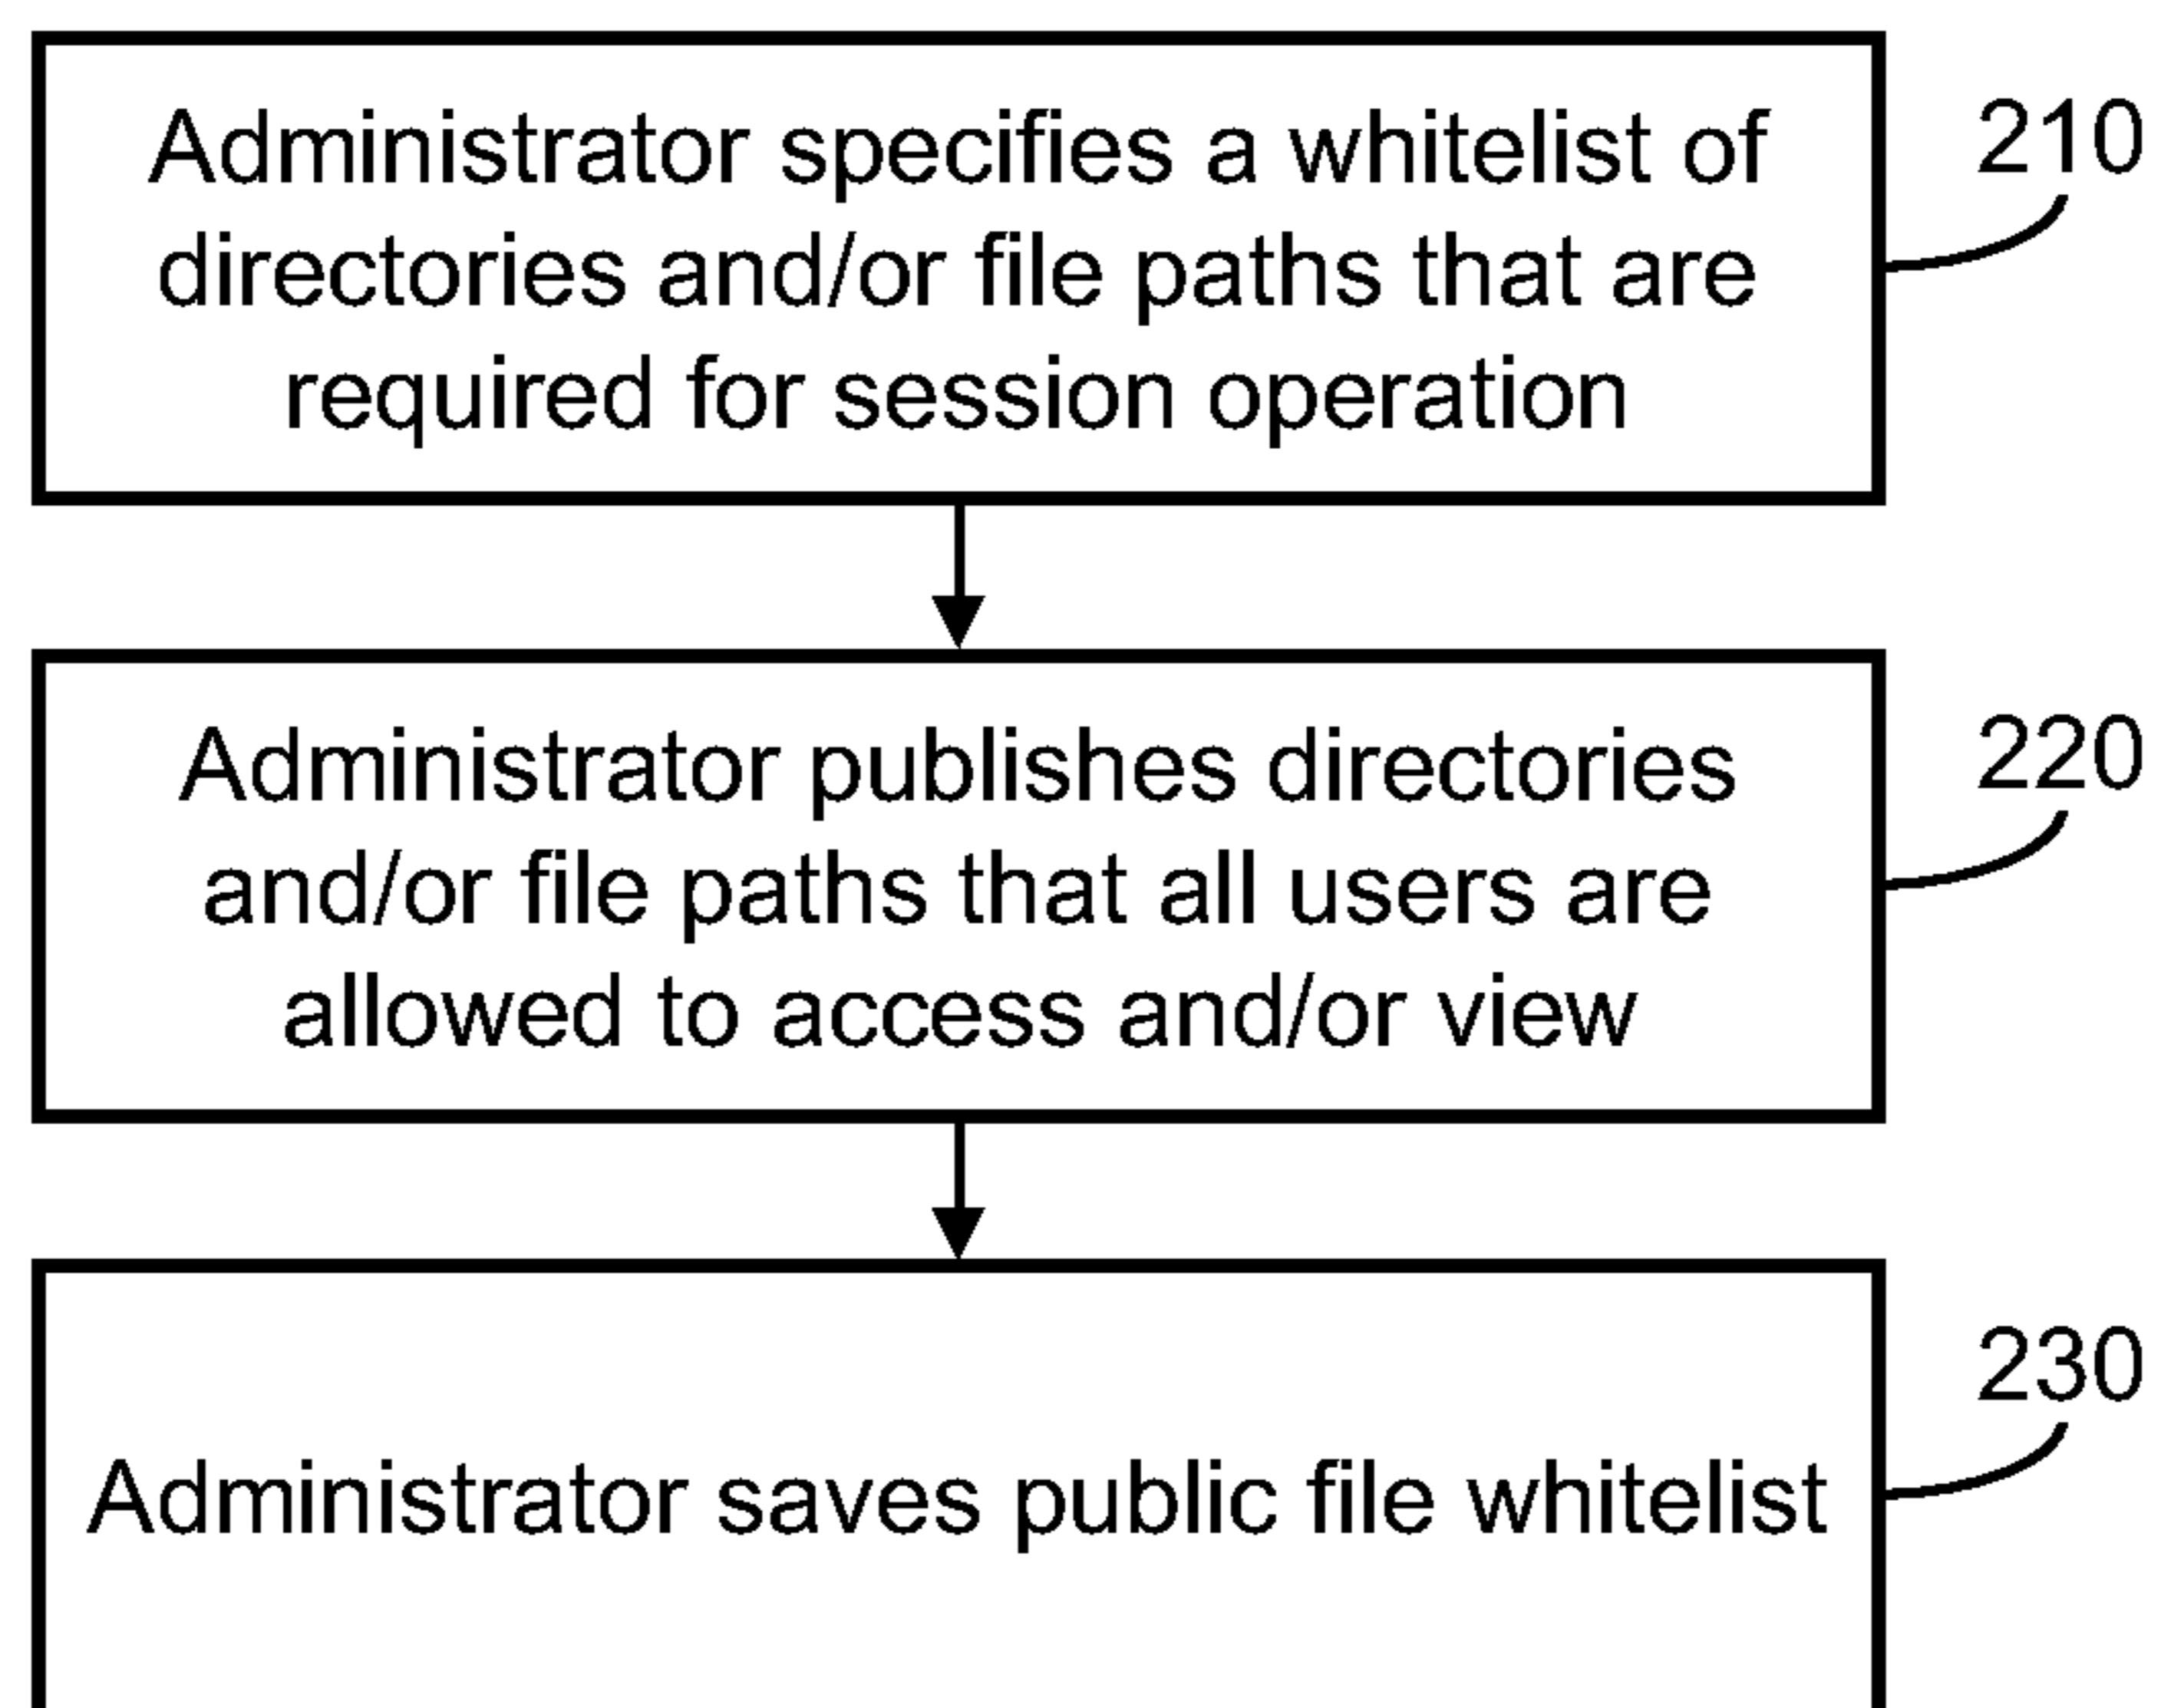 Administrator specifies a whitelist of
directories and/or file paths that are
required for session operation
210
Administrator publishes directories
and/or file paths that all users are
allowed to access and/or view
220
Administrator saves public file whitelist
230